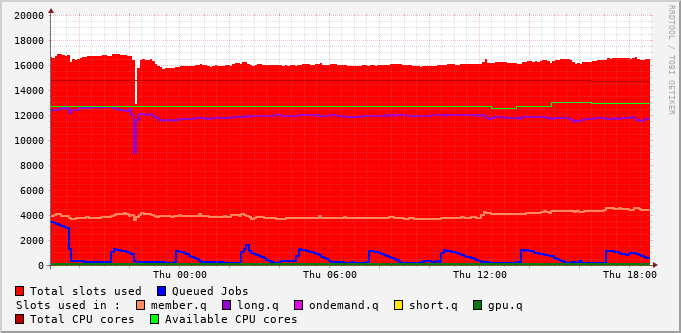 20000
18000
16000
14000
12000
10000
8000
6000
4000
2000
0
Thu 00:00 Thu 06:00 Thu 12:00 Thu 18:00
RRDTOOL / TOBI OETIKER
Total slots used Queued Jobs
Slots used in : member.q long.q ondemand.q short.q gpu.q
Total CPU cores Available CPU cores